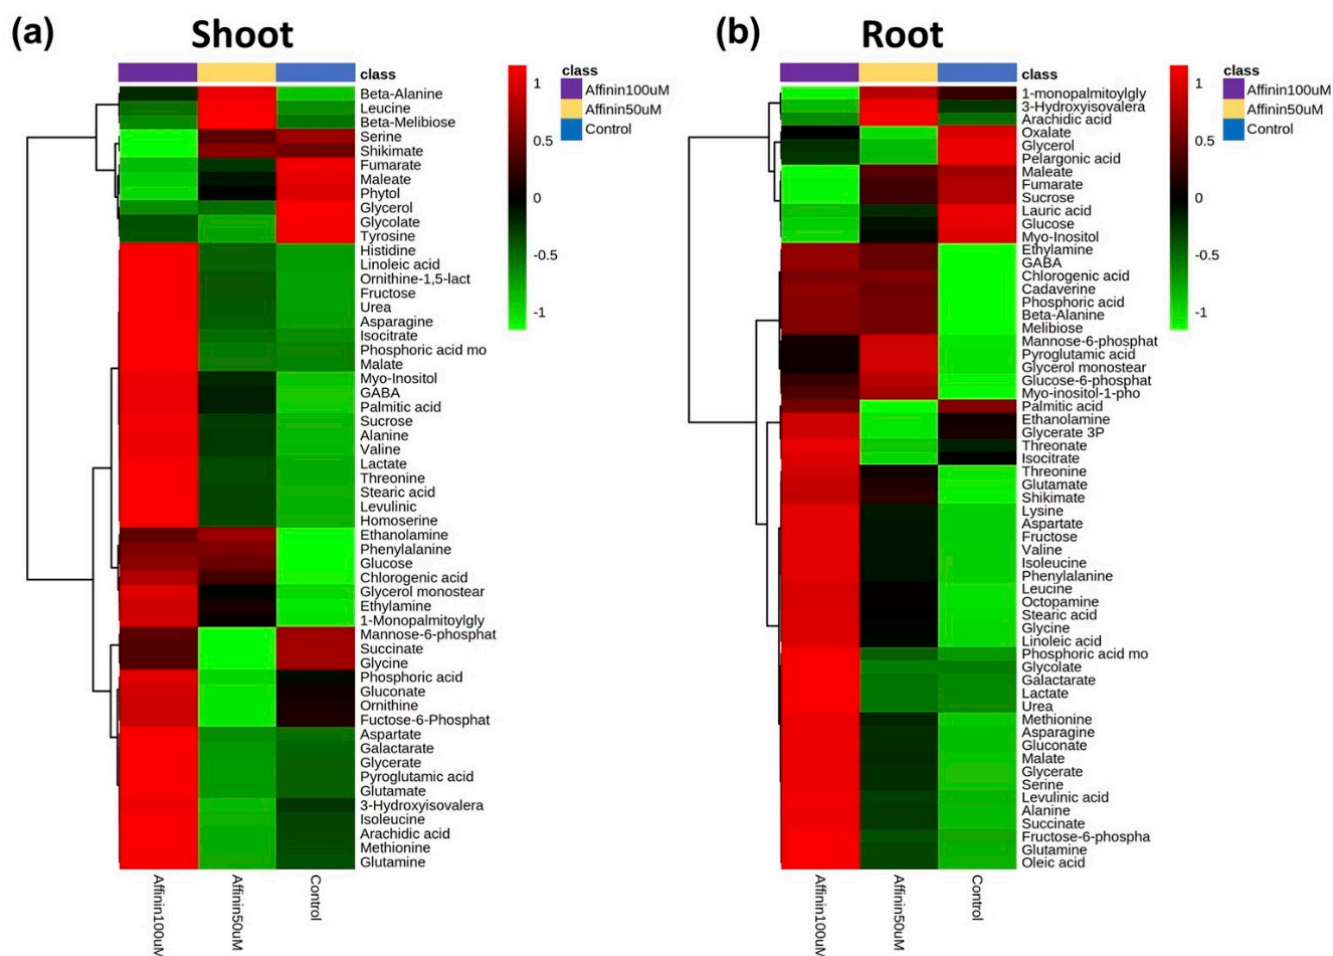 (a)
Shoot
class
Beta-Alanine
Leucine
Beta-Melibiose
Serine
Shikimate
Fumarate
Maleate
Phytol
Glycerol
Glycolate
Tyrosine
Histidine
Linoleic acid
Ornithine-1,5-lact
Fructose
Urea
Asparagine
Isocitrate
Phosphoric acid mo
Malate
Myo-Inositol
GABA
Palmitic acid
Sucrose
Alanine
Valine
Lactate
Threonine
Stearic acid
Levulinic
Homoserine
Ethanolamine
Phenylalanine
Glucose
Chlorogenic acid
Glycerol monostear
Ethylamine
1-Monopalmitoylgly
Mannose-6-phosphat
Succinate
Glycine
Phosphoric acid
Gluconate
Ornithine
Fuctose-6-Phosphat
Aspartate
Galactarate
Glycerate
Pyroglutamic acid
Glutamate
3-Hydroxyisovalera
Isoleucine
Arachidic acid
Methionine
Glutamine
Affinin100uM
Affinin50uM
Control
1
0.5
0
-0.5
-1
class
Affinin100uM
Affinin50uM
Control
(b)
Root
class
1-monopalmitoylgly
3-Hydroxyisovalera
Arachidic acid
Oxalate
Glycerol
Pelargonic acid
Maleate
Fumarate
Sucrose
Lauric acid
Glucose
Myo-Inositol
Ethylamine
GABA
Chlorogenic acid
Cadaverine
Phosphoric acid
Beta-Alanine
Melibiose
Mannose-6-phosphat
Pyroglutamic acid
Glycerol monostear
Glucose-6-phosphat
Myo-inositol-1-pho
Palmitic acid
Ethanolamine
Glycerate 3P
Threonate
Isocitrate
Threonine
Glutamate
Shikimate
Lysine
Aspartate
Fructose
Valine
Isoleucine
Phenylalanine
Leucine
Octopamine
Stearic acid
Glycine
Linoleic acid
Phosphoric acid mo
Glycolate
Galactarate
Lactate
Urea
Methionine
Asparagine
Gluconate
Malate
Glycerate
Serine
Levulinic acid
Alanine
Succinate
Fructose-6-phospha
Glutamine
Oleic acid
Affinin100uM
Affinin50uM
Control
1
0.5
0
-0.5
-1
class
Affinin100uM
Affinin50uM
Control